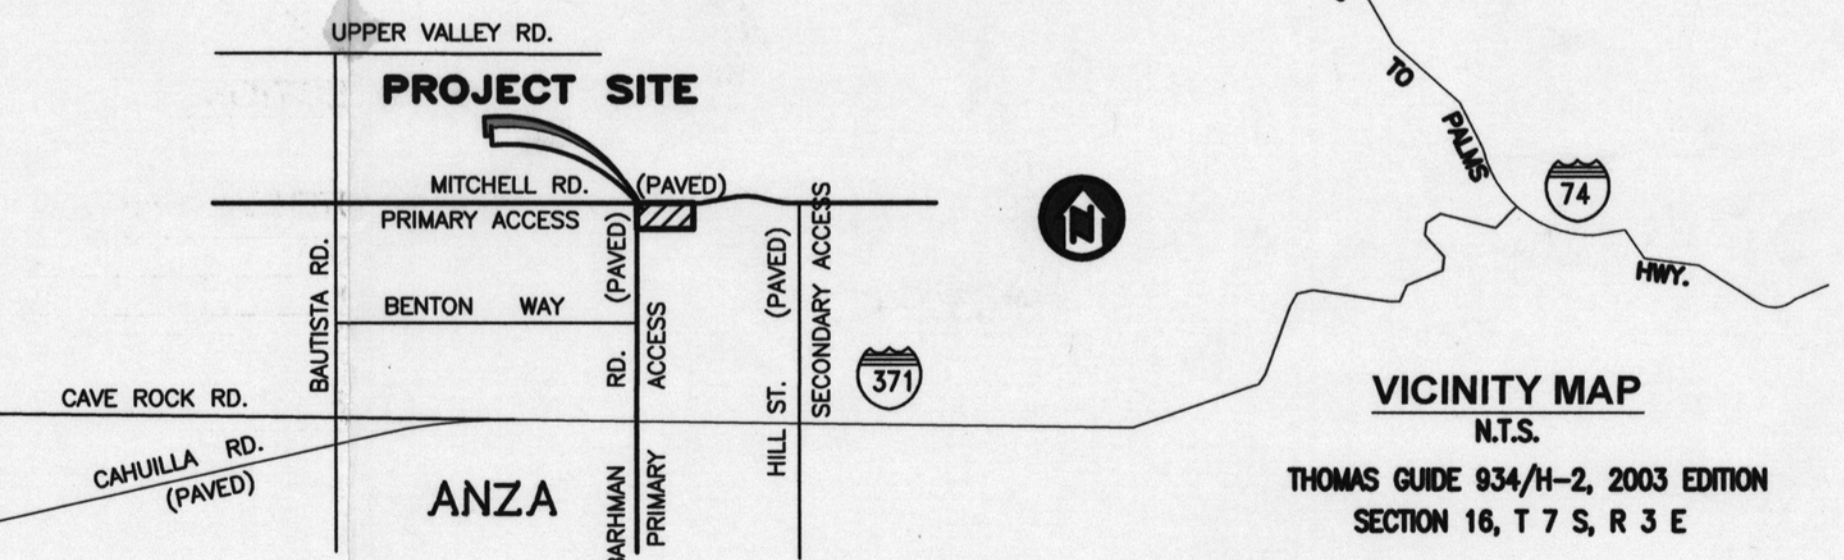 UPPER VALLEY RD.
PROJECT SITE
MITCHELL RD. (PAVED)
PRIMARY ACCESS
BAUTISTA RD.
BENTON WAY
(PAVED)
RD.
ACCESS
PRIMARY
HILL ST. (PAVED)
SECONDARY ACCESS
N
371
CAVE ROCK RD.
CAHUILLA RD.
(PAVED)
ANZA
TO
PALMS
HWY.
74
VICINITY MAP
N.T.S.
THOMAS GUIDE 934/H-2, 2003 EDITION
SECTION 16, T 7 S, R 3 E